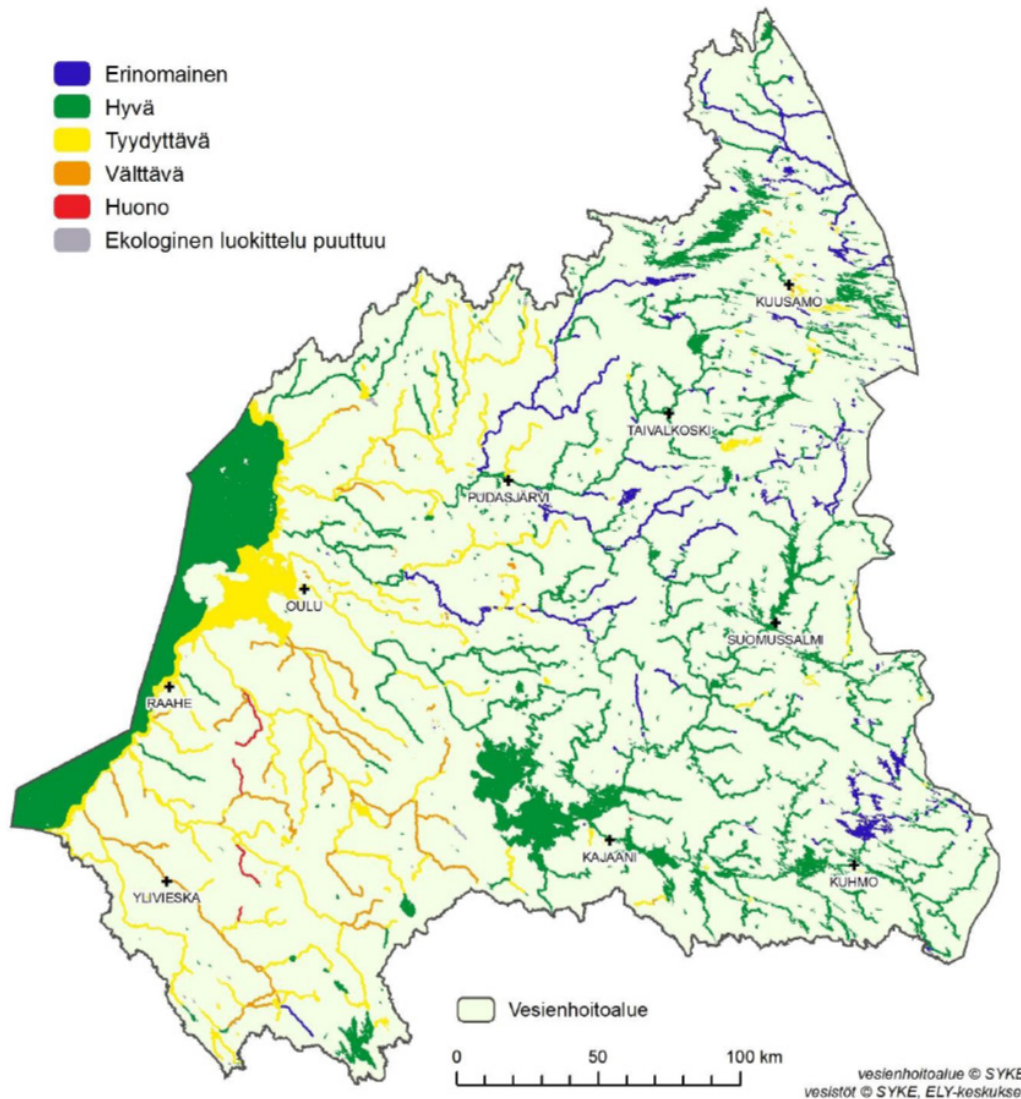 Erinomainen
Hyvä
Tyydyttävä
Välttävä
Huono
Ekologinen luokittelu puuttuu
KUUSAMO
TAIVALKOSKI
PUDASJÄRVI
OULU
SUOMUSSALMI
RAAHE
KAJAANI
KUHMO
YLIVIESKA
Vesienhoitoalue
0 50 100 km
vesienhoitoalue © SYKE
vesistöt © SYKE, ELY-keskukse